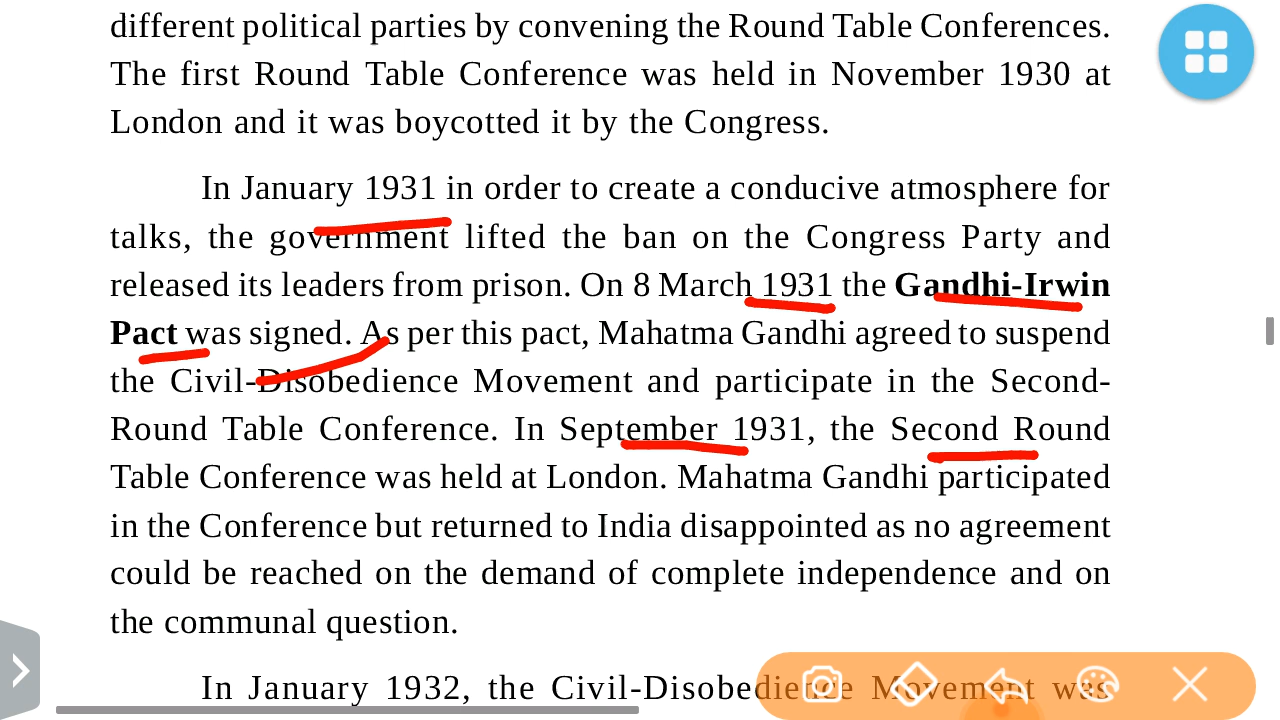 different political parties by convening the Round Table Conferences.
The first Round Table Conference was held in November 1930 at
London and it was boycotted it by the Congress.
In January 1931 in order to create a conducive atmosphere for
talks, the government lifted the ban on the Congress Party and
released its leaders from prison. On 8 March 1931 the Gandhi-Irwin
Pact was signed. As per this pact, Mahatma Gandhi agreed to suspend
the Civil-Disobedience Movement and participate in the Second-
Round Table Conference. In September 1931, the Second Round
Table Conference was held at London. Mahatma Gandhi participated
in the Conference but returned to India disappointed as no agreement
could be reached on the demand of complete independence and on
the communal question.
In January 1932, the Civil-Disobedience Movement was